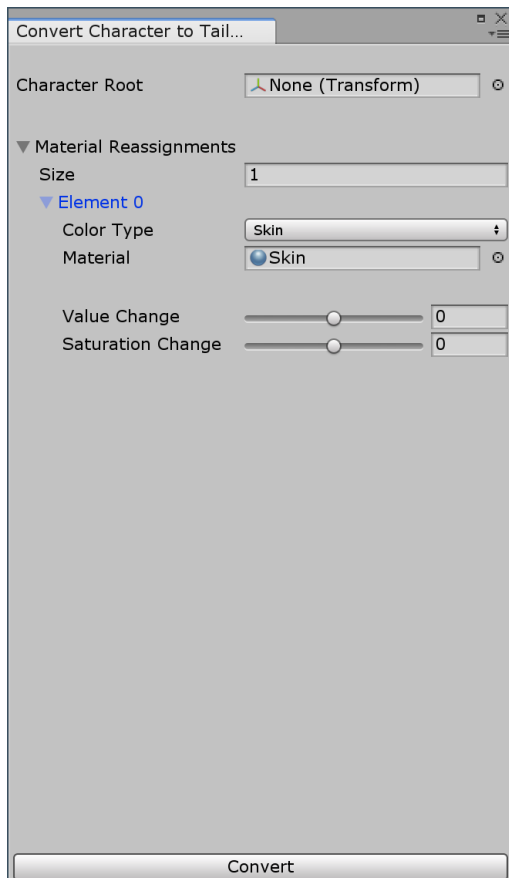 Convert Character to Tail...
Character Root None (Transform)
Material Reassignments
Size 1
Element 0
Color Type Skin
Material Skin
Value Change 0
Saturation Change 0
Convert